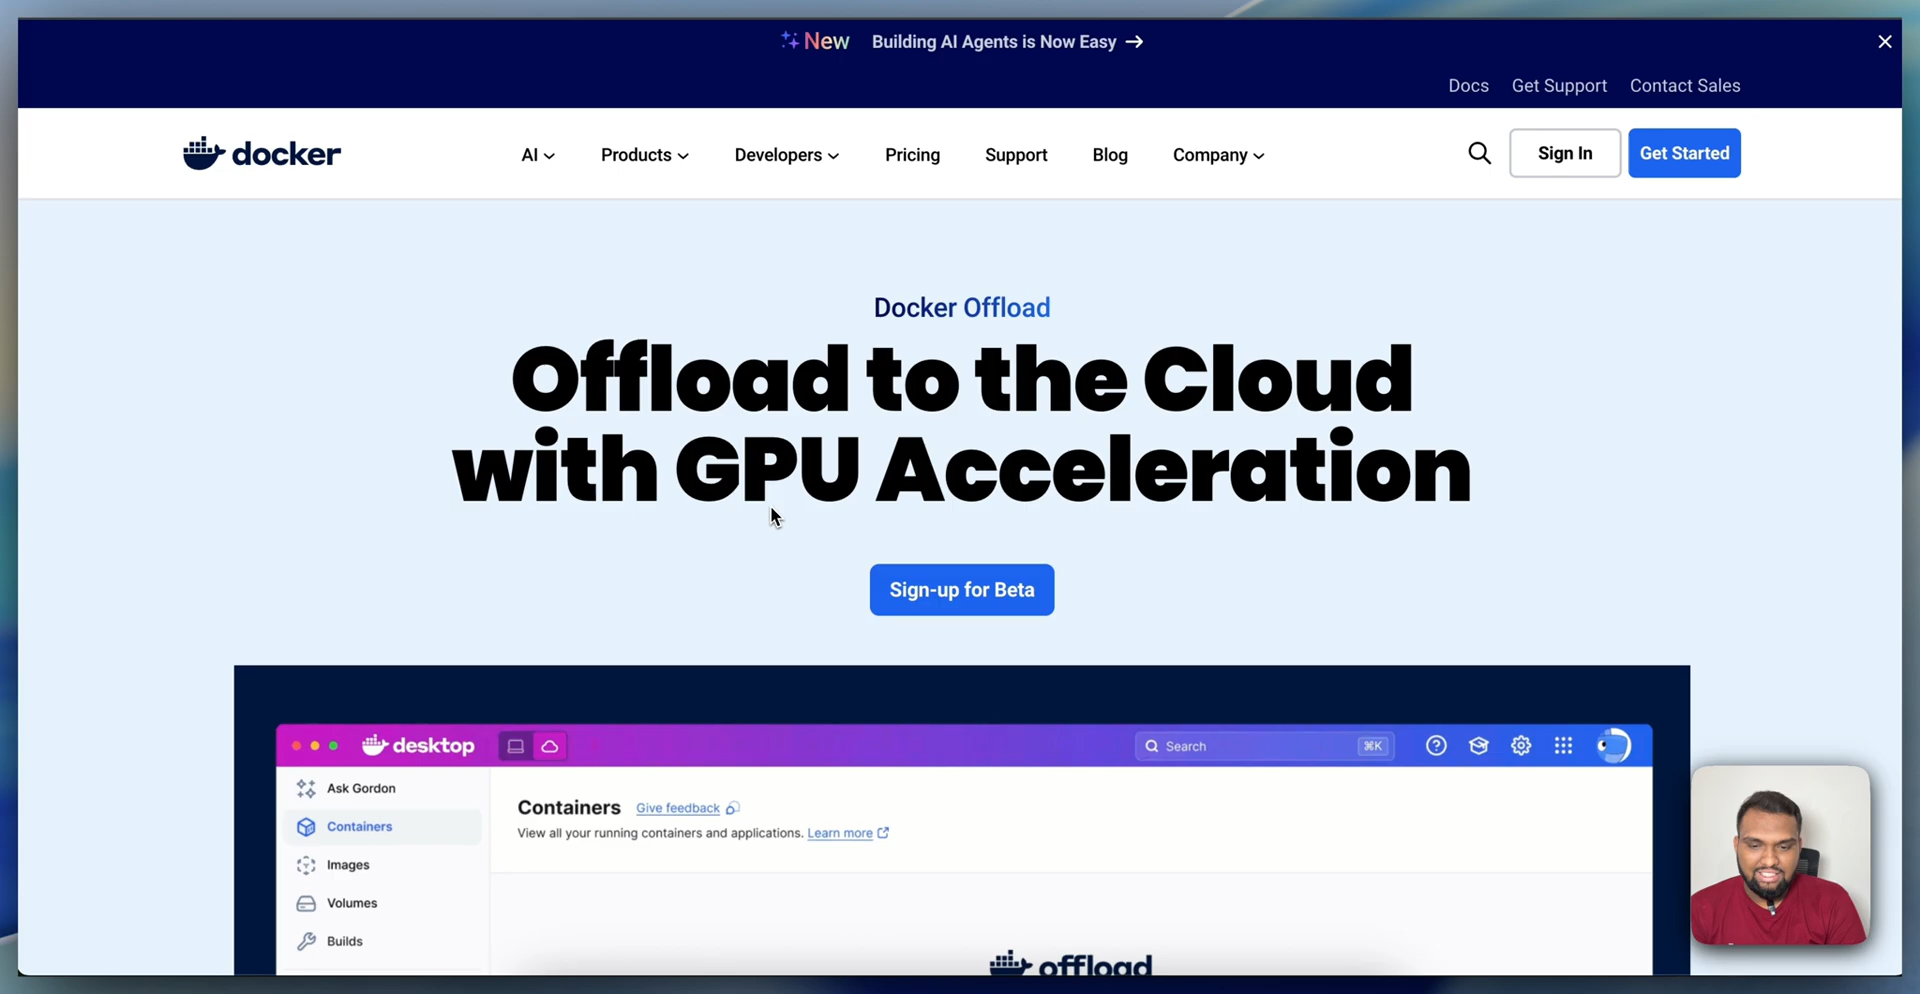 New Building AI Agents is Now Easy →
Docs Get Support Contact Sales
docker AI Products Developers Pricing Support Blog Company Sign In Get Started
Docker Offload
Offload to the Cloud
with GPU Acceleration
Sign-up for Beta
desktop Search ⌘K
Ask Gordon
Containers
Images
Volumes
Builds
Containers Give feedback
View all your running containers and applications. Learn more
offload